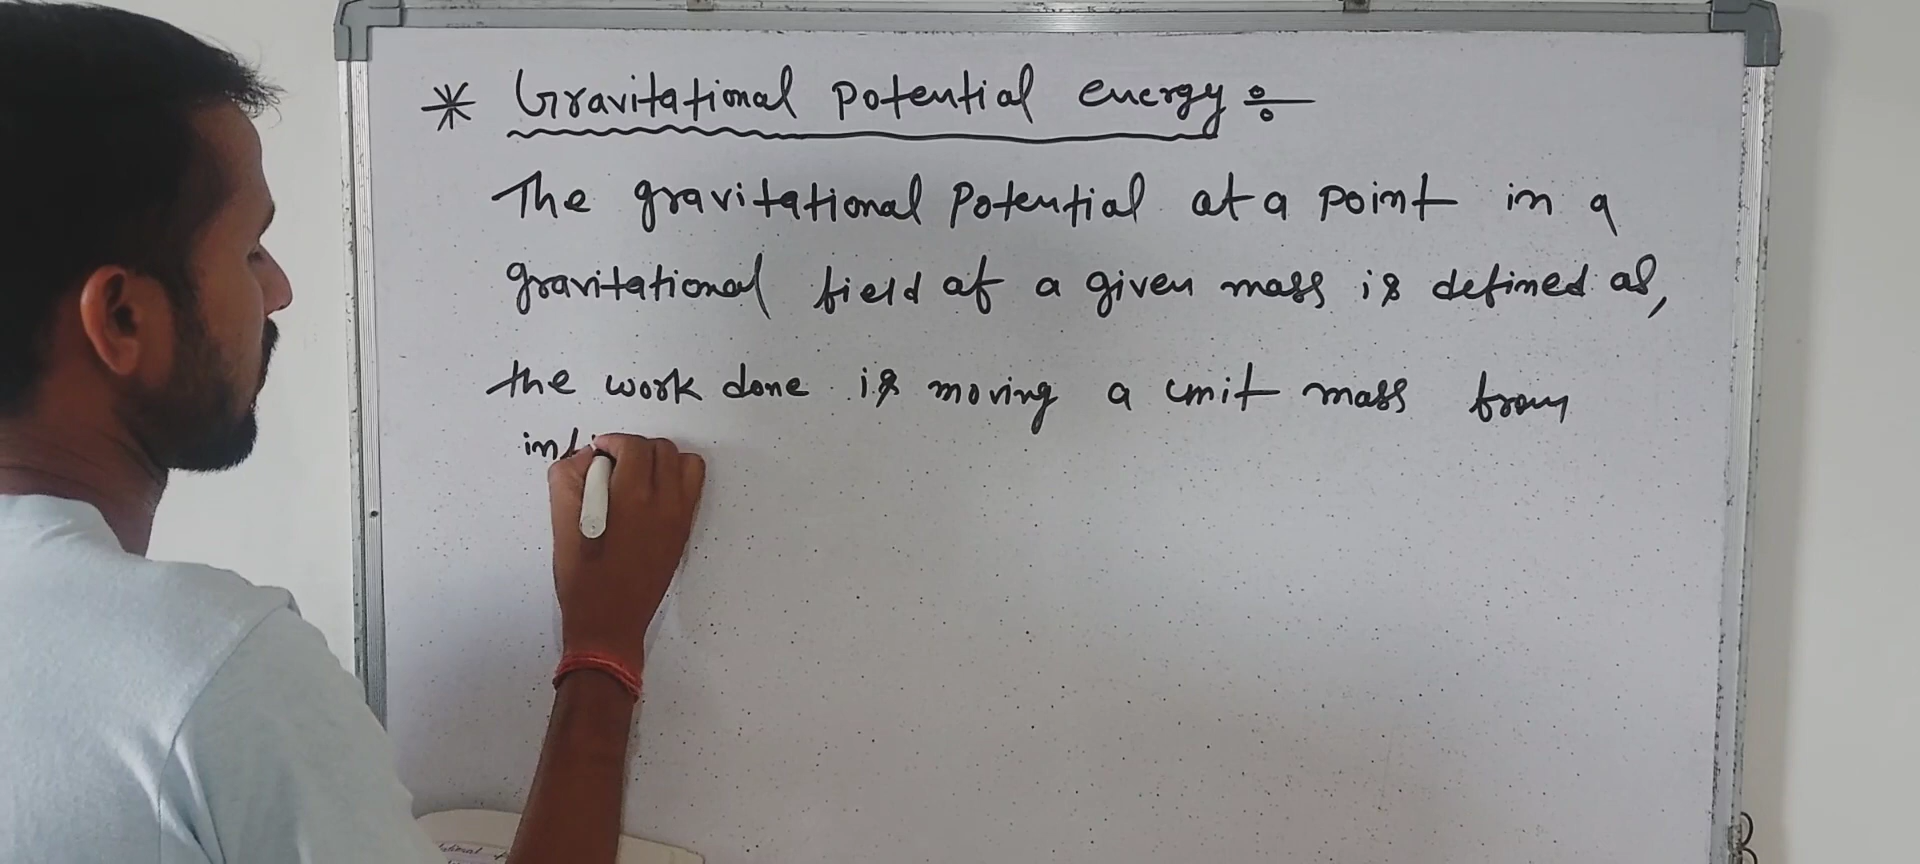 * Gravitational Potential energy ÷
The gravitational Potential at a point in a
gravitational field of a given mass is defined as,
the work done is moving a unit mass from